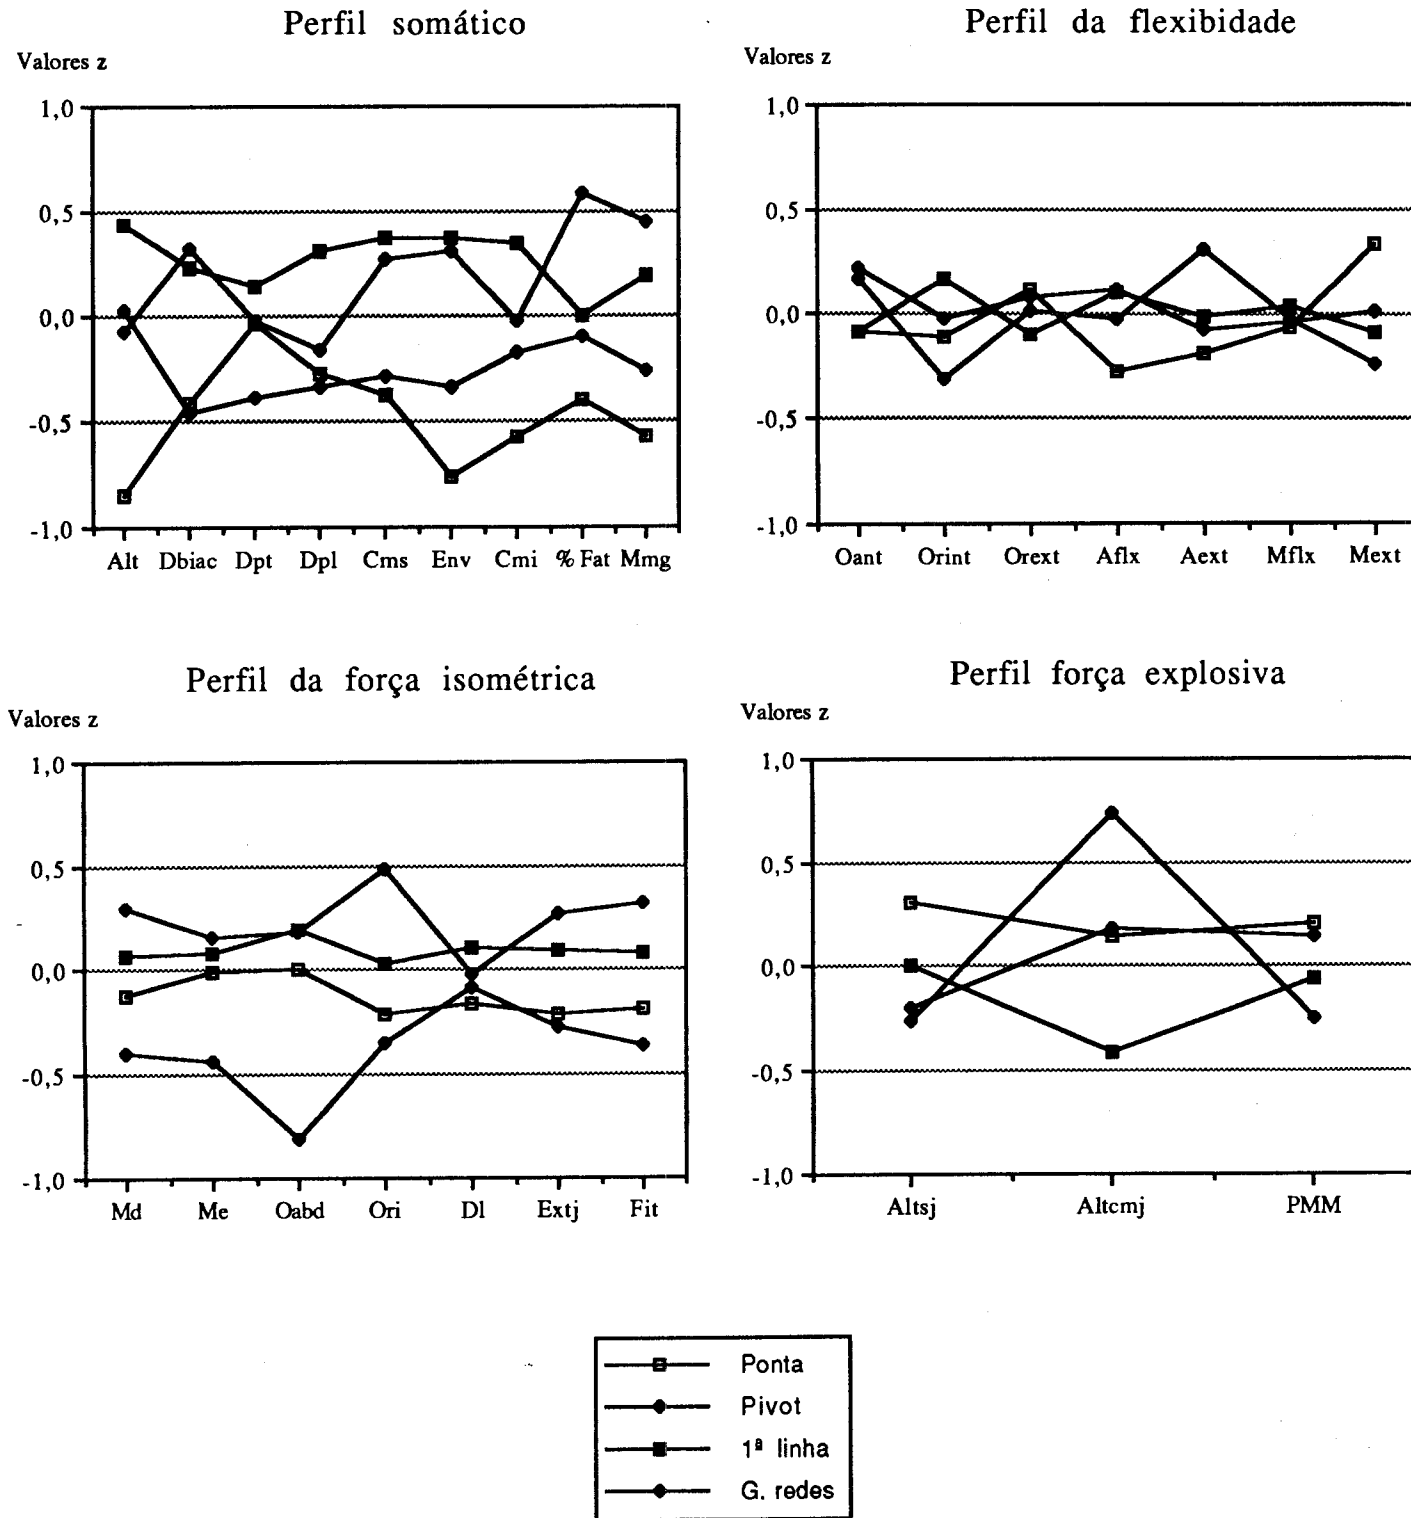 Perfil somático
Valores z
1,0
0,5
0,0
-0,5
-1,0
Alt Dbiac Dpt Dpl Cms Env Cmi % Fat Mmg
Perfil da flexibidade
Valores z
1,0
0,5
0,0
-0,5
-1,0
Oant Orint Orext Aflx Aext Mflx Mext
Perfil da força isométrica
Valores z
1,0
0,5
0,0
-0,5
-1,0
Md Me Oabd Ori Dl Extj Fit
Perfil força explosiva
Valores z
1,0
0,5
0,0
-0,5
-1,0
Altsj Altcmj PMM
Ponta
Pivot
1ª linha
G. redes